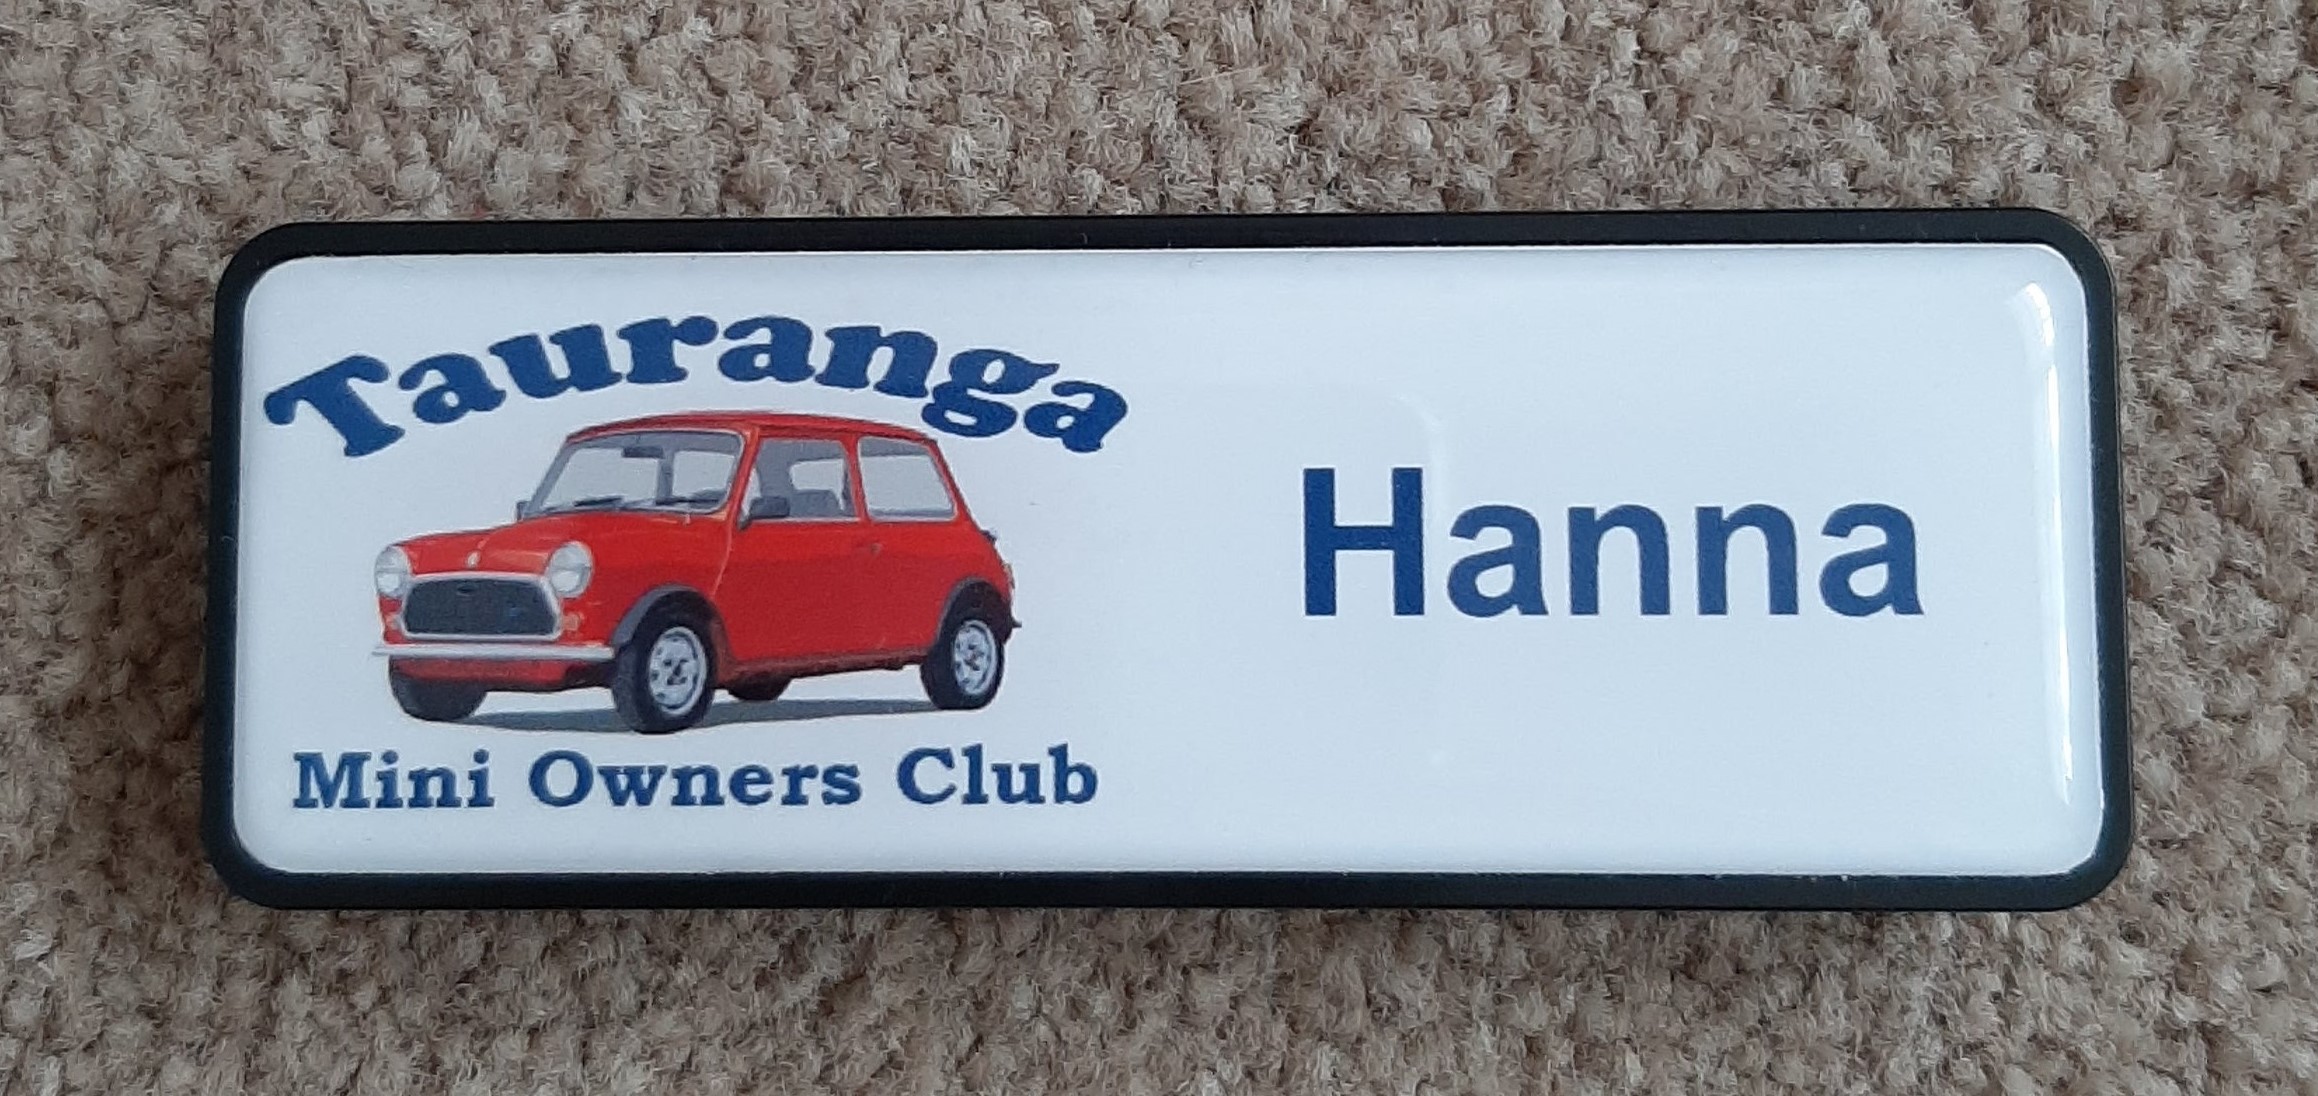 Tauranga
Mini Owners Club
Hanna